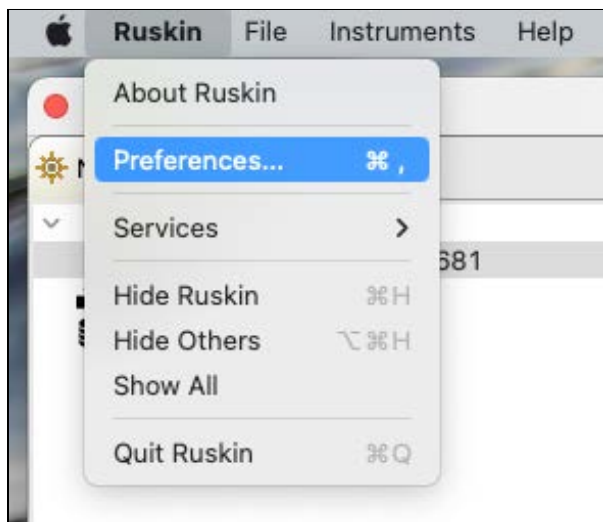 Ruskin File Instruments Help
About Ruskin
Preferences... ⌘ ,
Services
681
Hide Ruskin ⌘H
Hide Others ⌥⌘H
Show All
Quit Ruskin ⌘Q